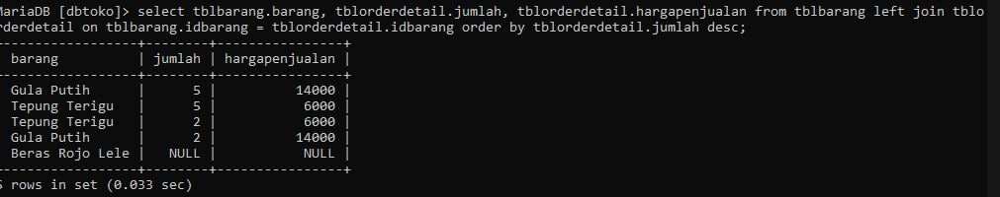 MariaDB [dbtoko]> select tblbarang.barang, tblorderdetail.jumlah, tblorderdetail.hargapenjualan from tblbarang left join tblo
rderdetail on tblbarang.idbarang = tblorderdetail.idbarang order by tblorderdetail.jumlah desc;
-----------------+--------+----------------+
barang | jumlah | hargapenjualan |
-----------------+--------+----------------+
Gula Putih | 5 | 14000 |
Tepung Terigu | 5 | 6000 |
Tepung Terigu | 2 | 6000 |
Gula Putih | 2 | 14000 |
Beras Rojo Lele | NULL | NULL |
-----------------+--------+----------------+
5 rows in set (0.033 sec)